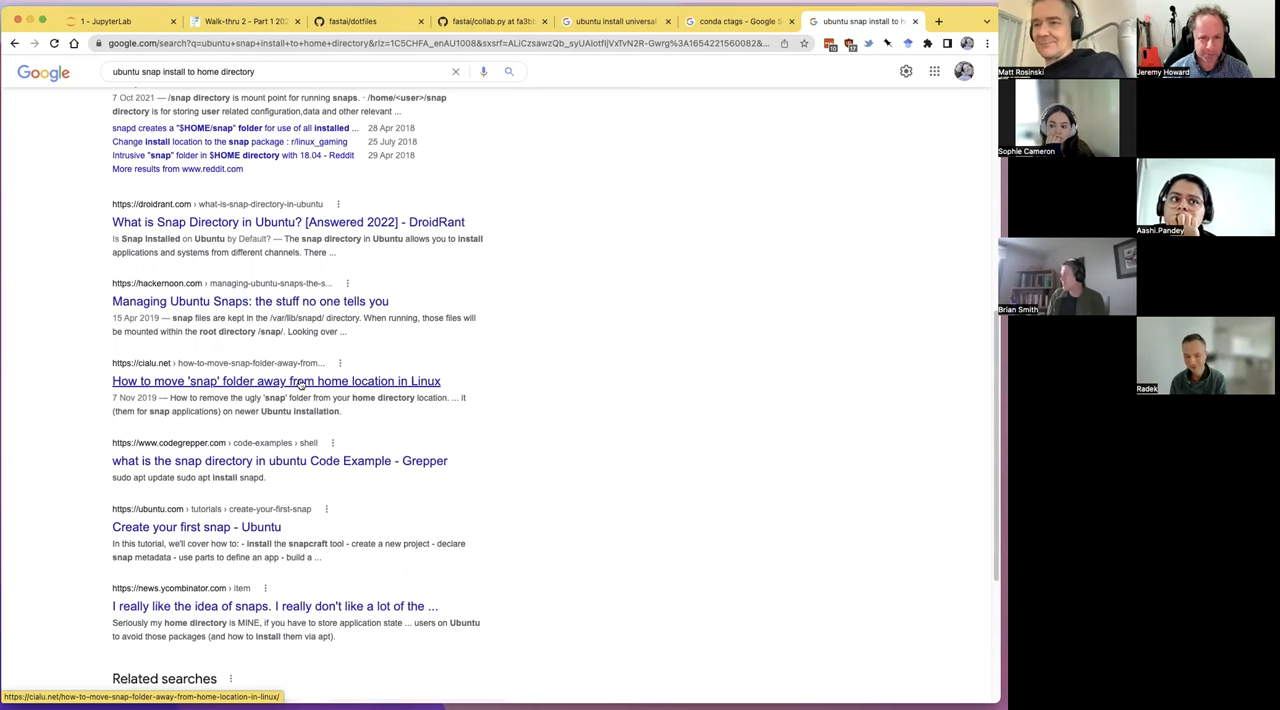 1 - JupyterLab
Walk-thru 2 - Part 1 202
fastai/dotfiles
fastai/collab.py at fa3bb
ubuntu install universal
conda ctags - Google S
ubuntu snap install to h
google.com/search?q=ubuntu+snap+install+to+home+directory&rlz=1C5CHFA_enAU1008&sxsrf=ALiCzsawzQb_syUAIotfIjVxTvN2R-Gwrg%3A1654221560082&...
Google
ubuntu snap install to home directory
7 Oct 2021 — /snap directory is mount point for running snaps. · /home/<user>/snap
directory is for storing user related configuration,data and other relevant ...
snapd creates a "$HOME/snap" folder for use of all installed ... 28 Apr 2018
Change install location to the snap package : r/linux_gaming 25 July 2018
Intrusive "snap" folder in $HOME directory with 18.04 - Reddit 29 Apr 2018
More results from www.reddit.com
https://droidrant.com › what-is-snap-directory-in-ubuntu
What is Snap Directory in Ubuntu? [Answered 2022] - DroidRant
Is Snap Installed on Ubuntu by Default? — The snap directory in Ubuntu allows you to install
applications and systems from different channels. There ...
https://hackernoon.com › managing-ubuntu-snaps-the-s...
Managing Ubuntu Snaps: the stuff no one tells you
15 Apr 2019 — snap files are kept in the /var/lib/snapd/ directory. When running, those files will
be mounted within the root directory /snap/. Looking over ...
https://cialu.net › how-to-move-snap-folder-away-from...
How to move 'snap' folder away from home location in Linux
7 Nov 2019 — How to remove the ugly 'snap' folder from your home directory location. ... it
(them for snap applications) on newer Ubuntu installation.
https://www.codegrepper.com › code-examples › shell
what is the snap directory in ubuntu Code Example - Grepper
sudo apt update sudo apt install snapd.
https://ubuntu.com › tutorials › create-your-first-snap
Create your first snap - Ubuntu
In this tutorial, we'll cover how to: - install the snapcraft tool - create a new project - declare
snap metadata - use parts to define an app - build a ...
https://news.ycombinator.com › item
I really like the idea of snaps. I really don't like a lot of the ...
Seriously my home directory is MINE, if you have to store application state ... users on Ubuntu
to avoid those packages (and how to install them via apt).
Related searches
https://cialu.net/how-to-move-snap-folder-away-from-home-location-in-linux/
Matt Rosinski
Jeremy Howard
Sophie Cameron
Aashi.Pandey
Brian Smith
Radek